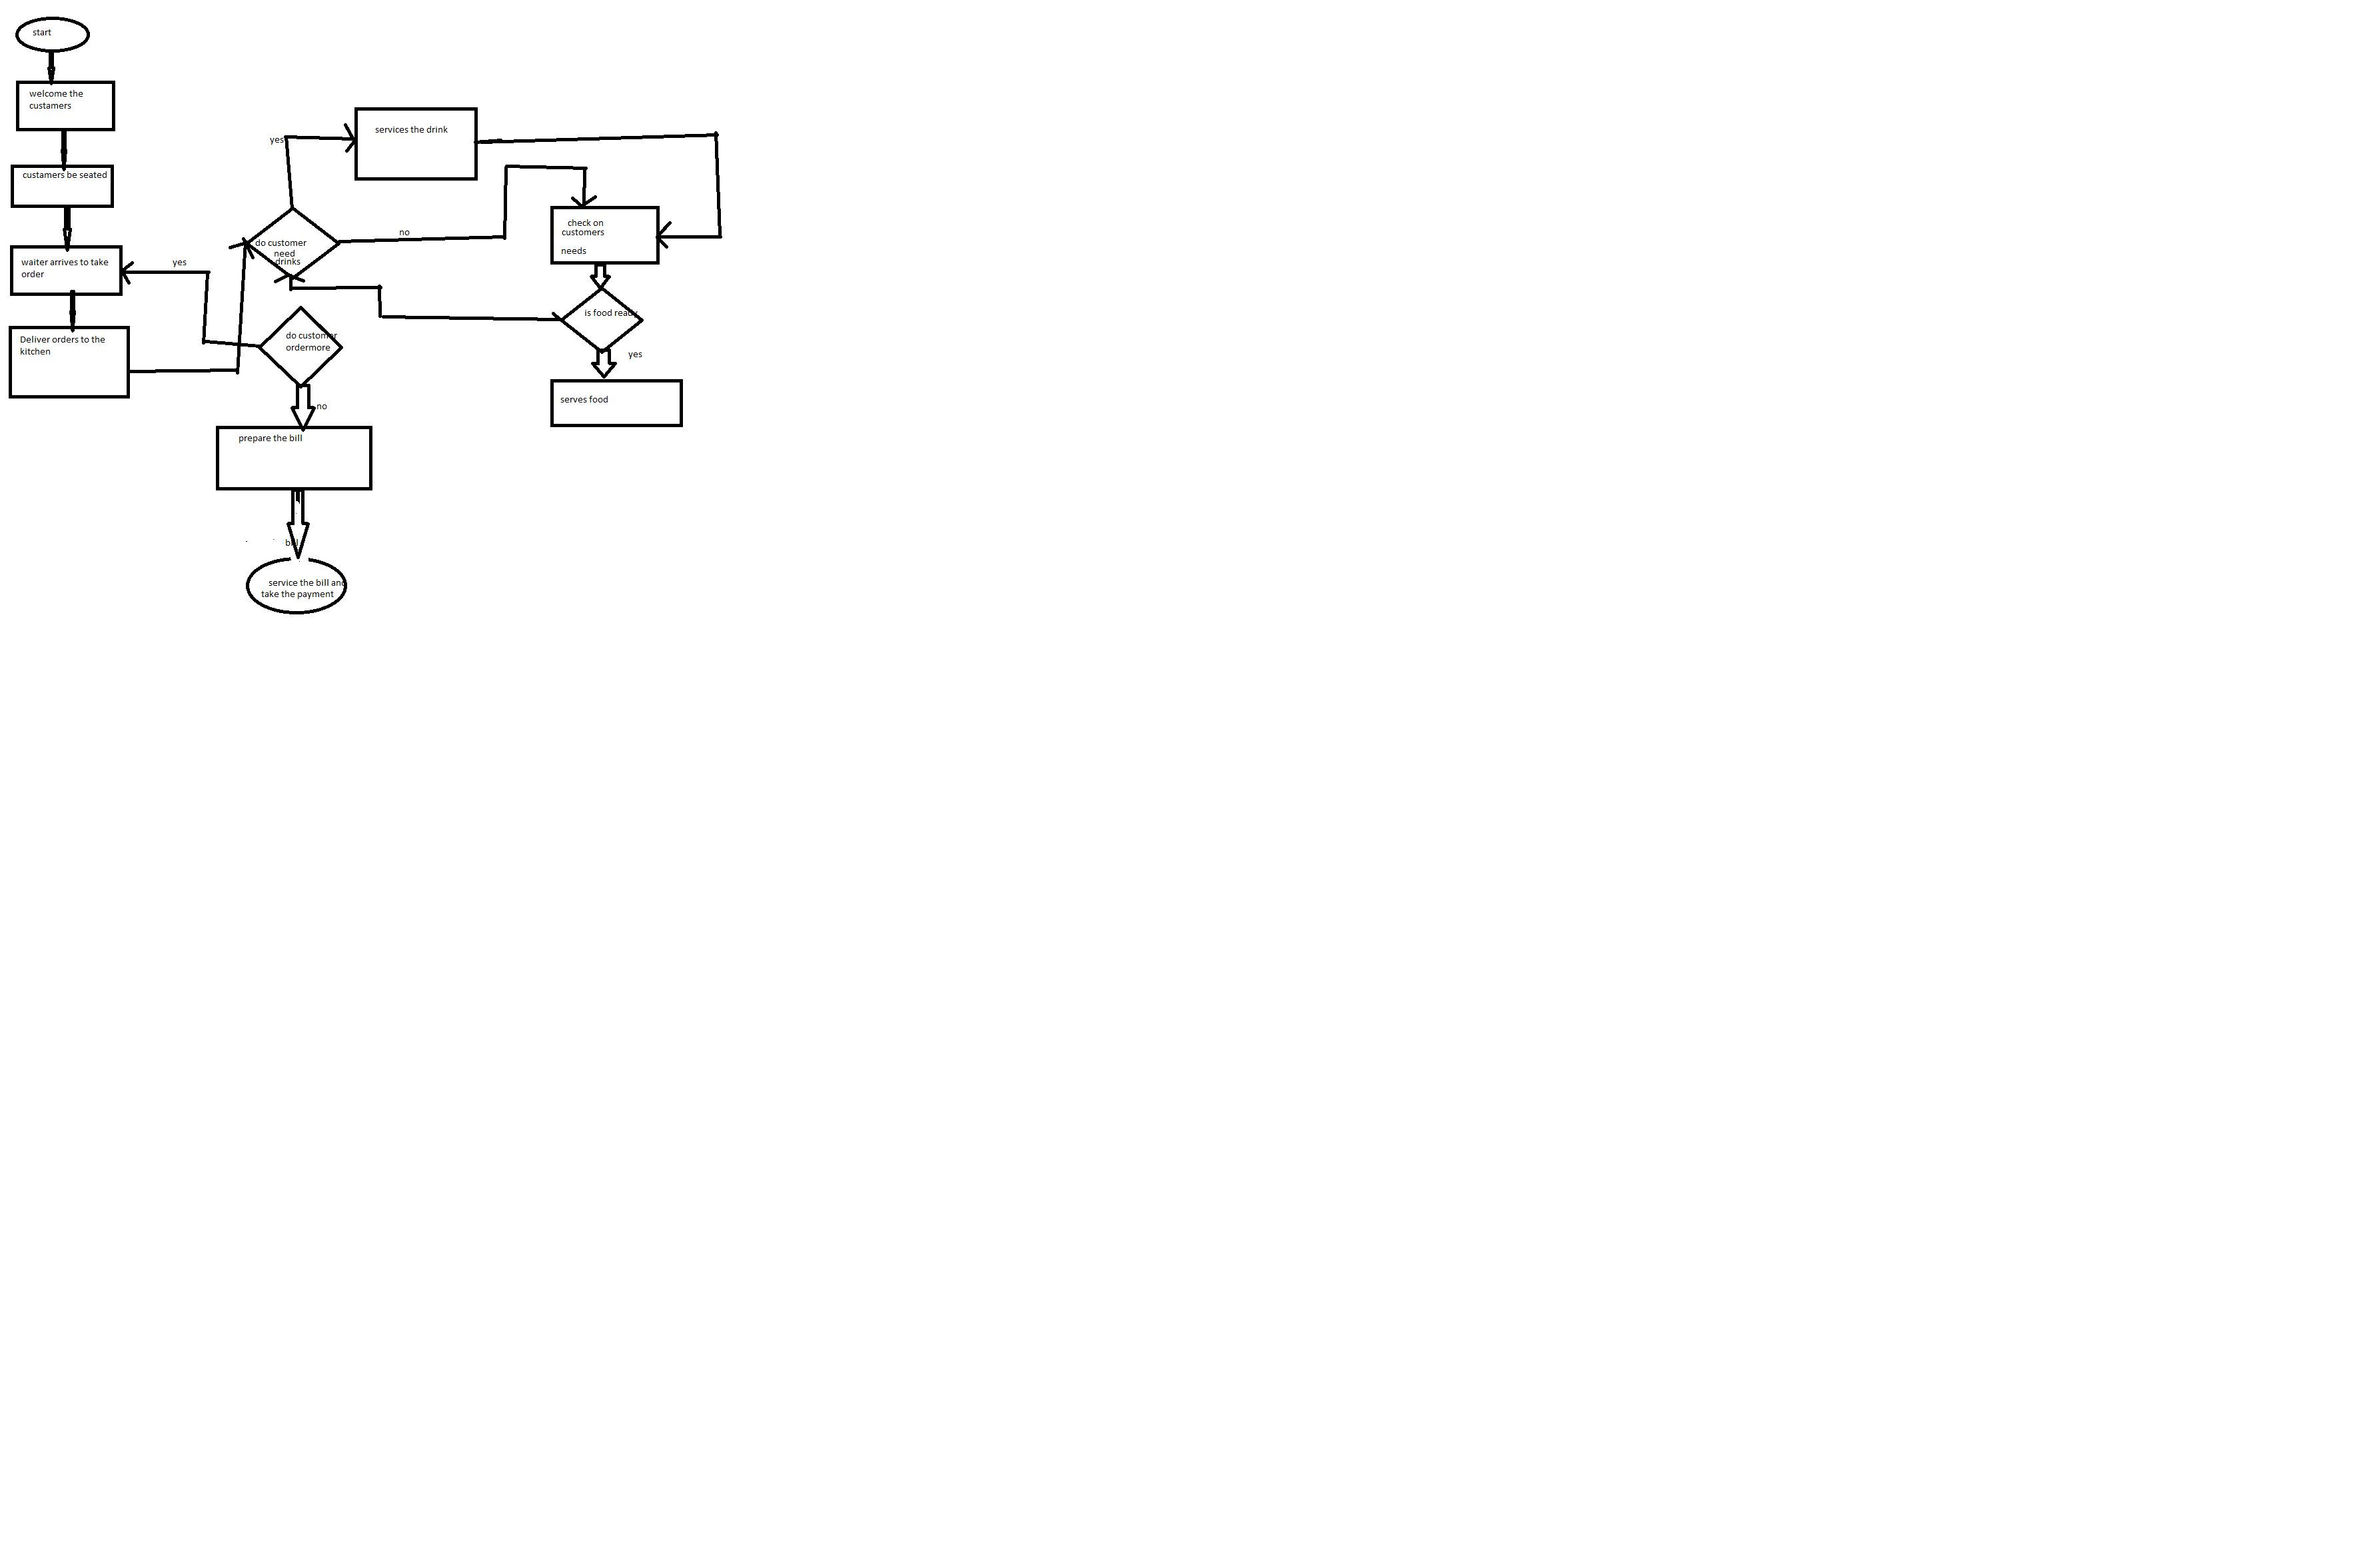 start
welcome the
custamers
custamers be seated
waiter arrives to take
order
Deliver orders to the
kitchen
yes
yes
services the drink
do customer
need
drinks
no
check on
customers
needs
is food ready
yes
serves food
do customer
ordermore
no
prepare the bill
bill
service the bill and
take the payment